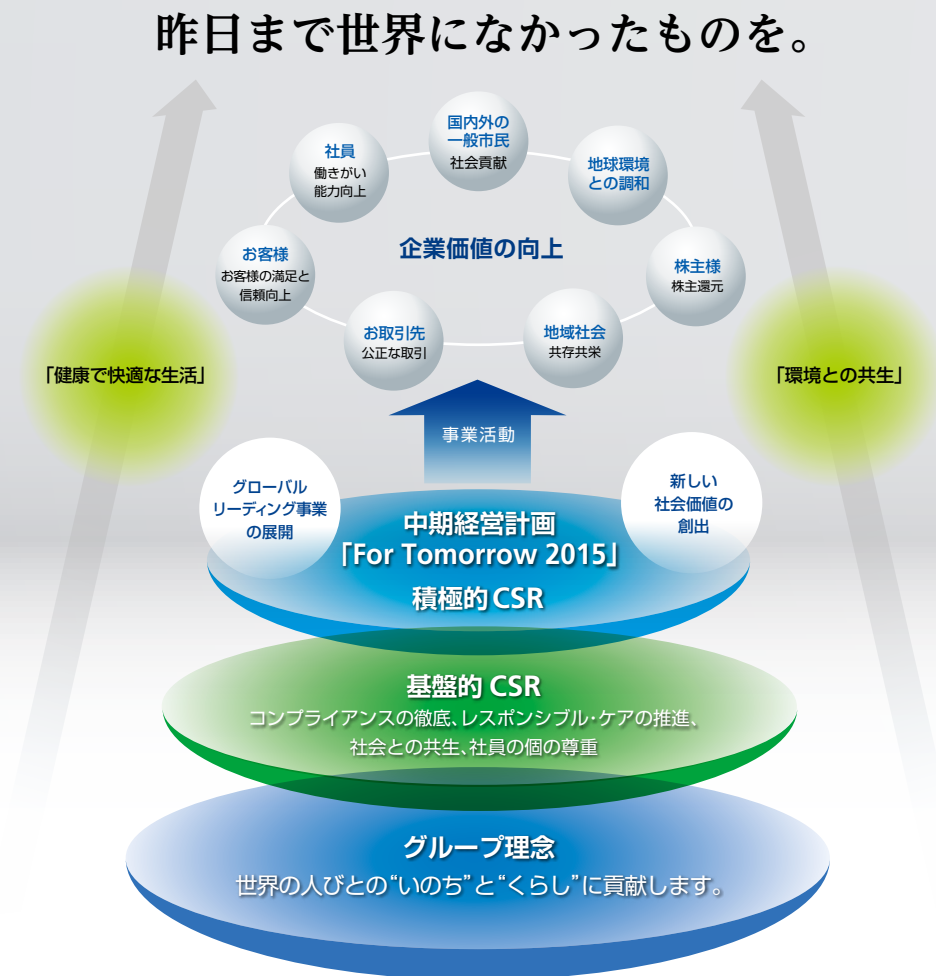 昨日まで世界になかったものを。
国内外の
一般市民
社会貢献
社員
働きがい
能力向上
地球環境
との調和
企業価値の向上
お客様
お客様の満足と
信頼向上
株主様
株主還元
お取引先
公正な取引
地域社会
共存共栄
「健康で快適な生活」
「環境との共生」
事業活動
グローバル
リーディング事業
の展開
新しい
社会価値の
創出
中期経営計画
「For Tomorrow 2015」
積極的CSR
基盤的 CSR
コンプライアンスの徹底、レスポンシブル・ケアの推進、
社会との共生、社員の個の尊重
グループ理念
世界の人びとの“いのち”と“くらし”に貢献します。